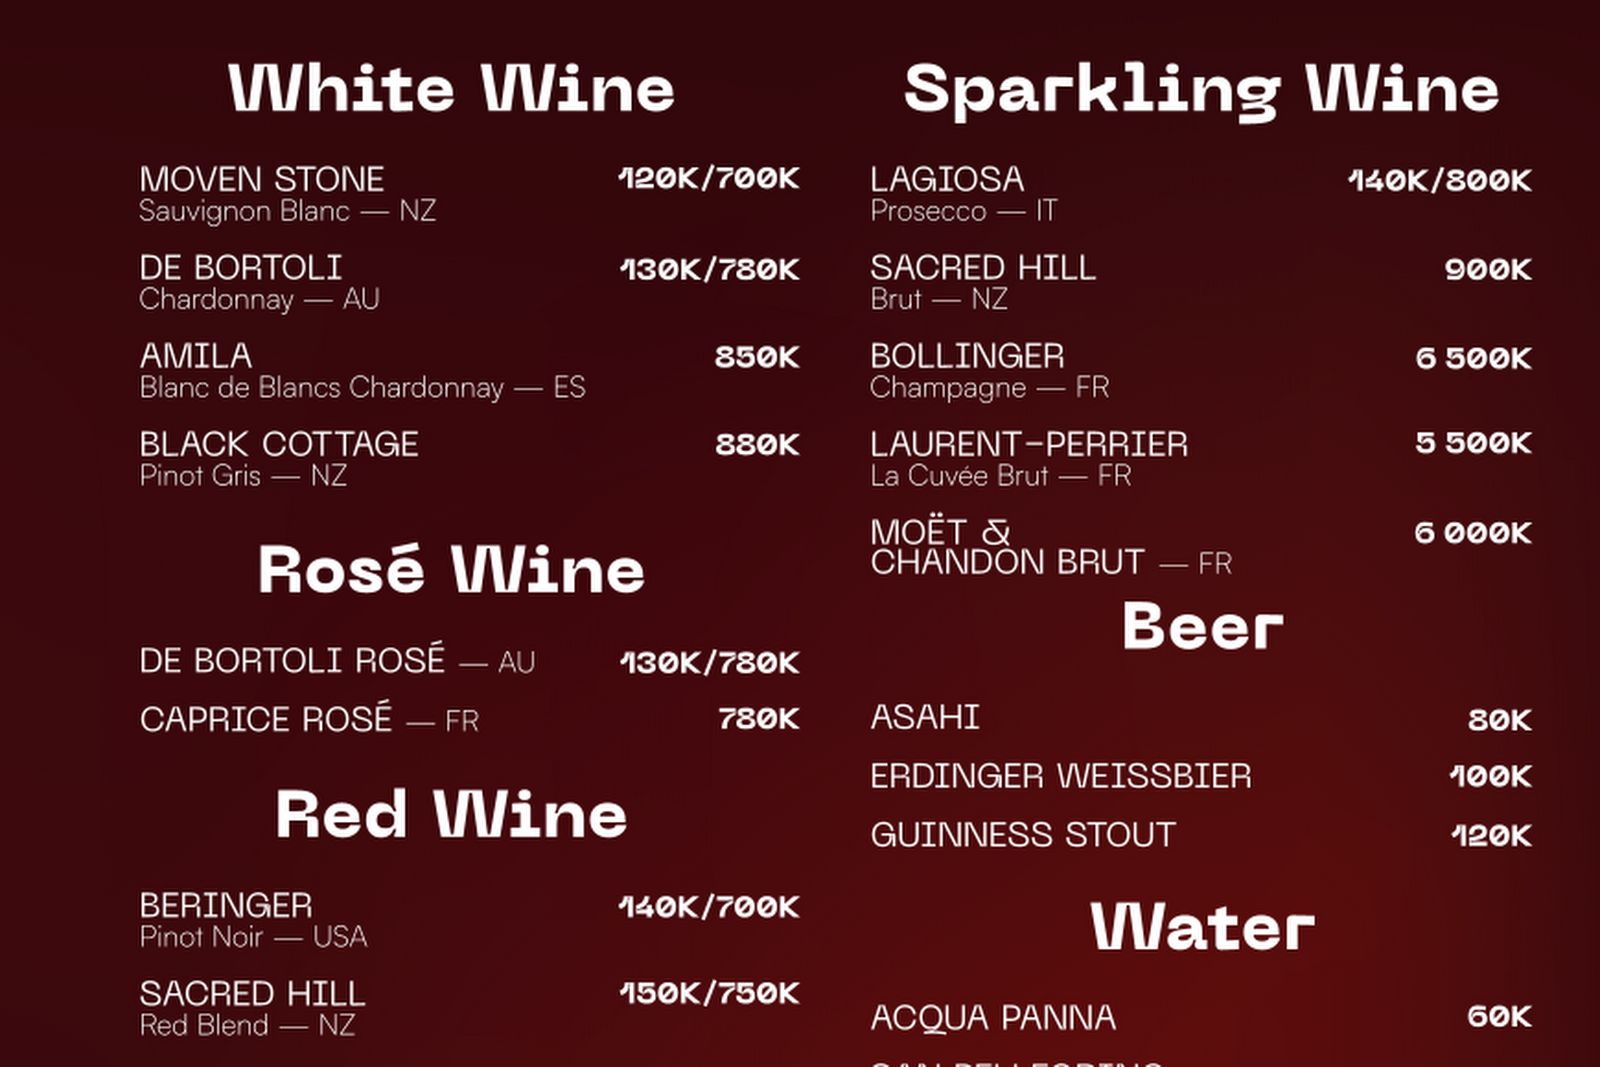 White Wine
MOVEN STONE 120K/700K
Sauvignon Blanc — NZ
DE BORTOLI 130K/780K
Chardonnay — AU
AMILA 850K
Blanc de Blancs Chardonnay — ES
BLACK COTTAGE 880K
Pinot Gris — NZ
Rosé Wine
DE BORTOLI ROSÉ — AU 130K/780K
CAPRICE ROSÉ — FR 780K
Red Wine
BERINGER 140K/700K
Pinot Noir — USA
SACRED HILL 150K/750K
Red Blend — NZ
Sparkling Wine
LAGIOSA 140K/800K
Prosecco — IT
SACRED HILL 900K
Brut — NZ
BOLLINGER 6 500K
Champagne — FR
LAURENT-PERRIER 5 500K
La Cuvée Brut — FR
MOËT & 6 000K
CHANDON BRUT — FR
Beer
ASAHI 80K
ERDINGER WEISSBIER 100K
GUINNESS STOUT 120K
Water
ACQUA PANNA 60K